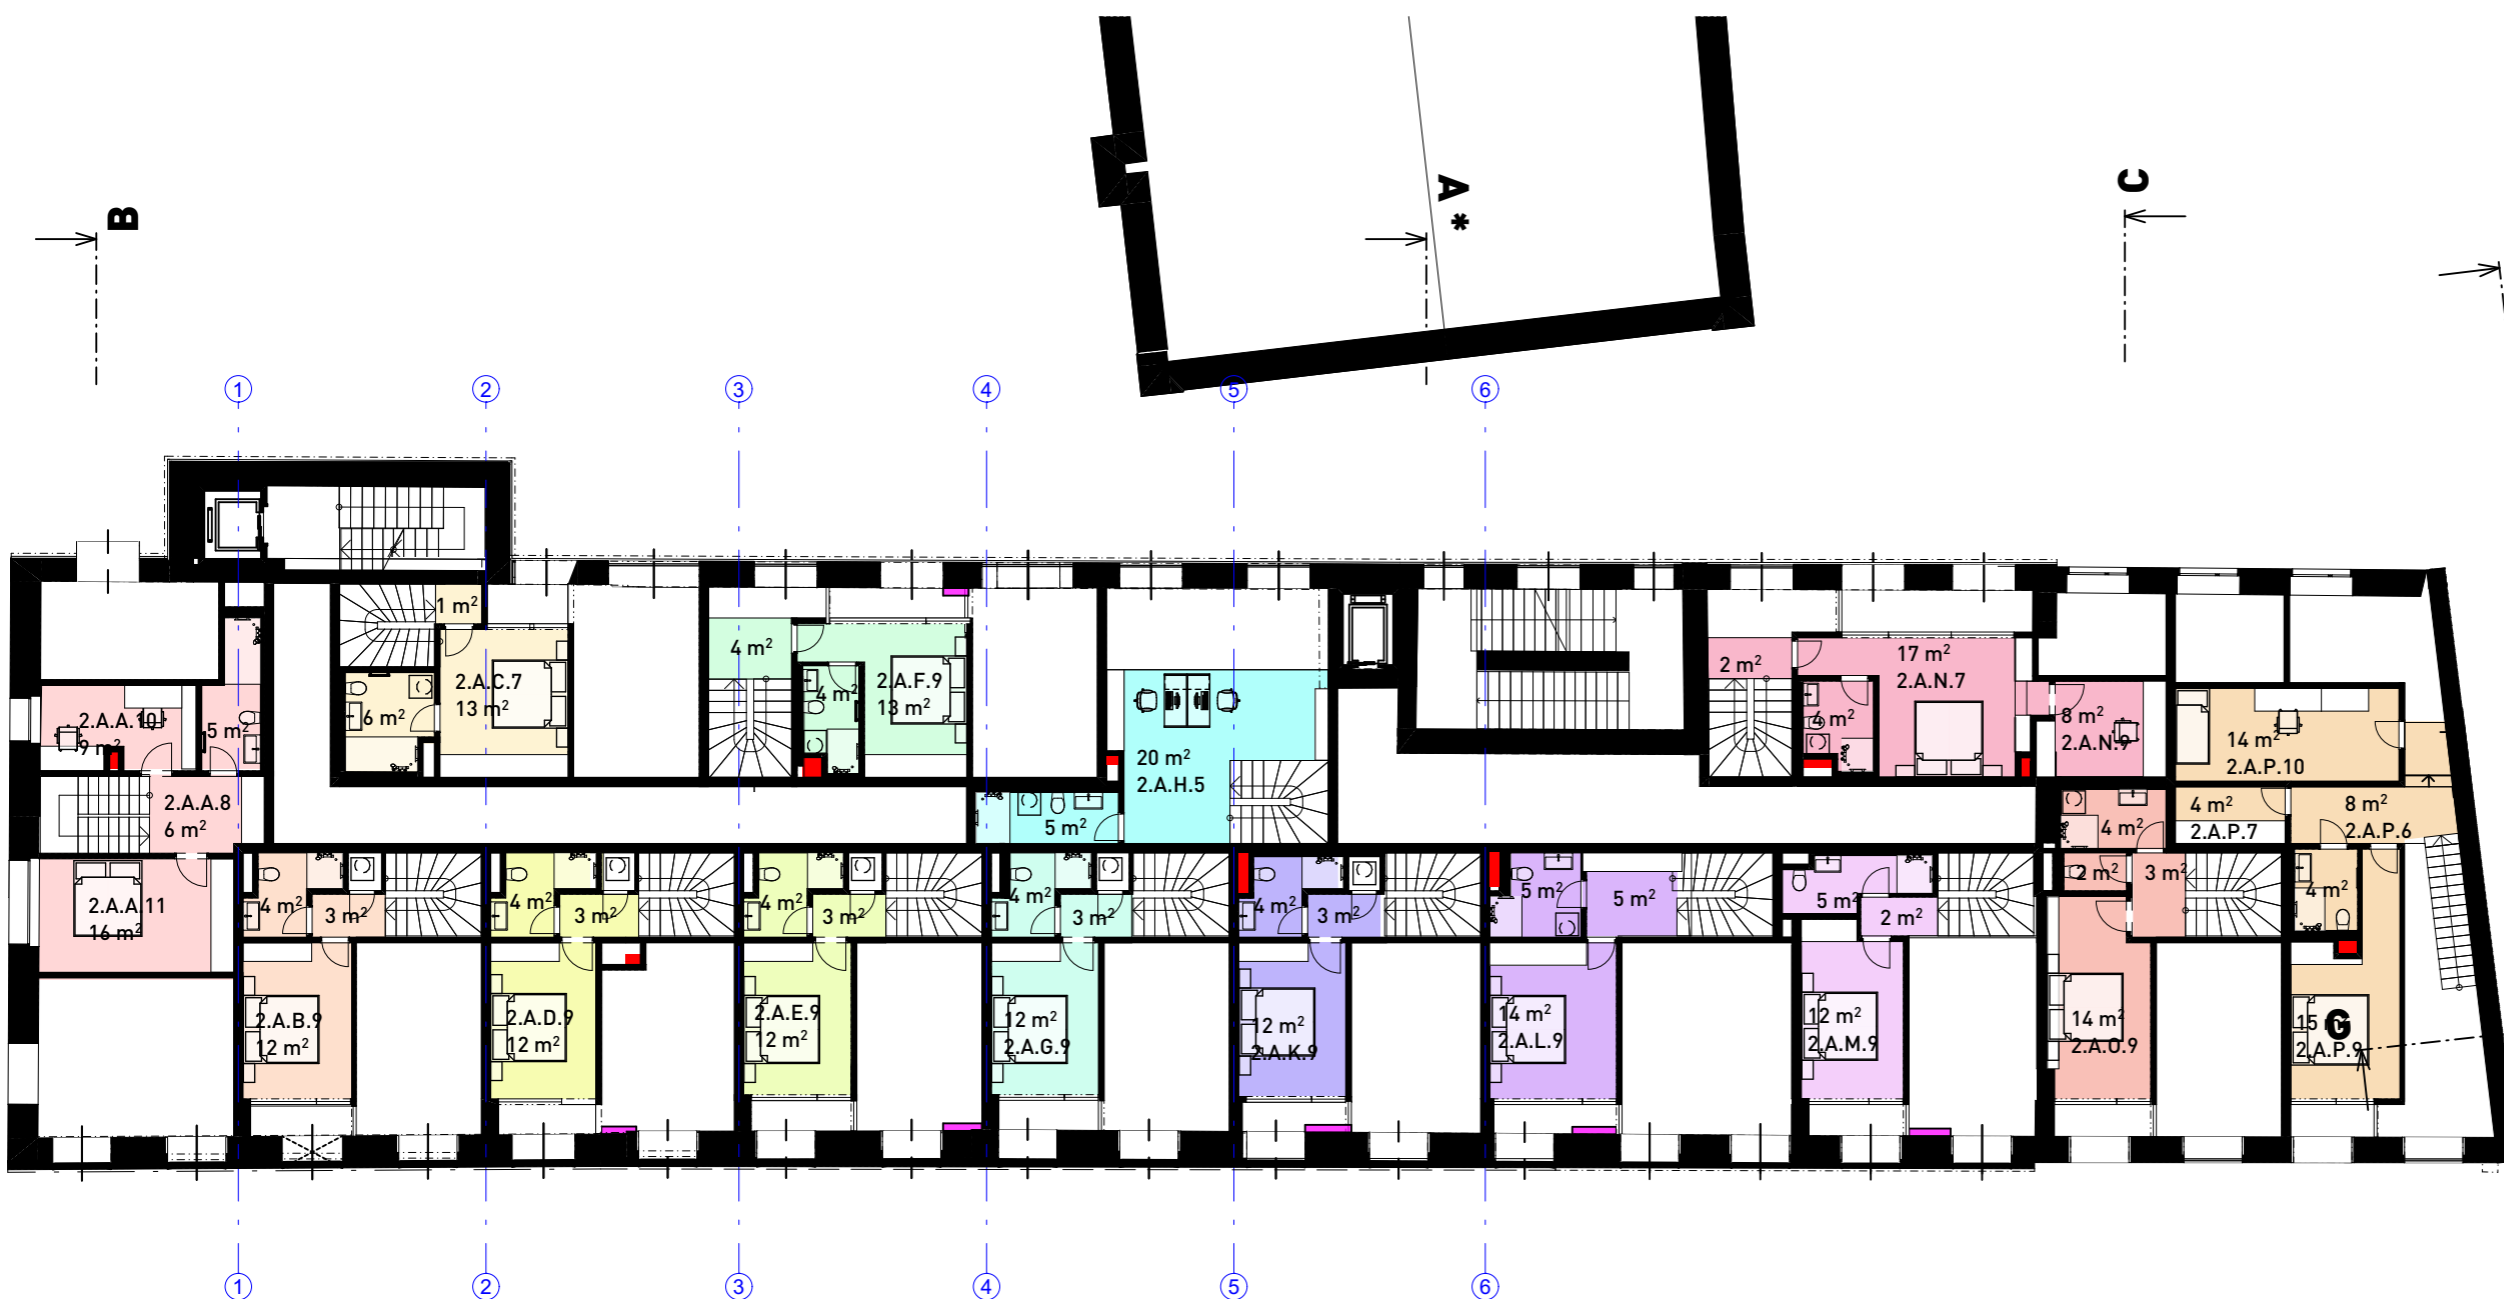 B
A
*
C
1
2
3
4
5
6
1 m²
2.A.C.7
13 m²
6 m²
4 m²
4 m²
2.A.F.9
13 m²
2 m²
17 m²
2.A.N.7
4 m²
8 m²
2.A.N.9
14 m²
2.A.P.10
2.A.A.10
9 m²
5 m²
20 m²
2.A.H.5
5 m²
2.A.A.8
6 m²
4 m²
4 m²
2.A.P.7
8 m²
2.A.P.6
2.A.A.11
16 m²
4 m²
3 m²
4 m²
3 m²
4 m²
3 m²
4 m²
3 m²
4 m²
3 m²
5 m²
5 m²
5 m²
2 m²
2 m²
3 m²
4 m²
2.A.B.9
12 m²
2.A.D.9
12 m²
2.A.E.9
12 m²
12 m²
2.A.G.9
12 m²
2.A.K.9
14 m²
2.A.L.9
12 m²
2.A.M.9
14 m²
2.A.O.9
15 m²
2.A.P.9
G
1
2
3
4
5
6